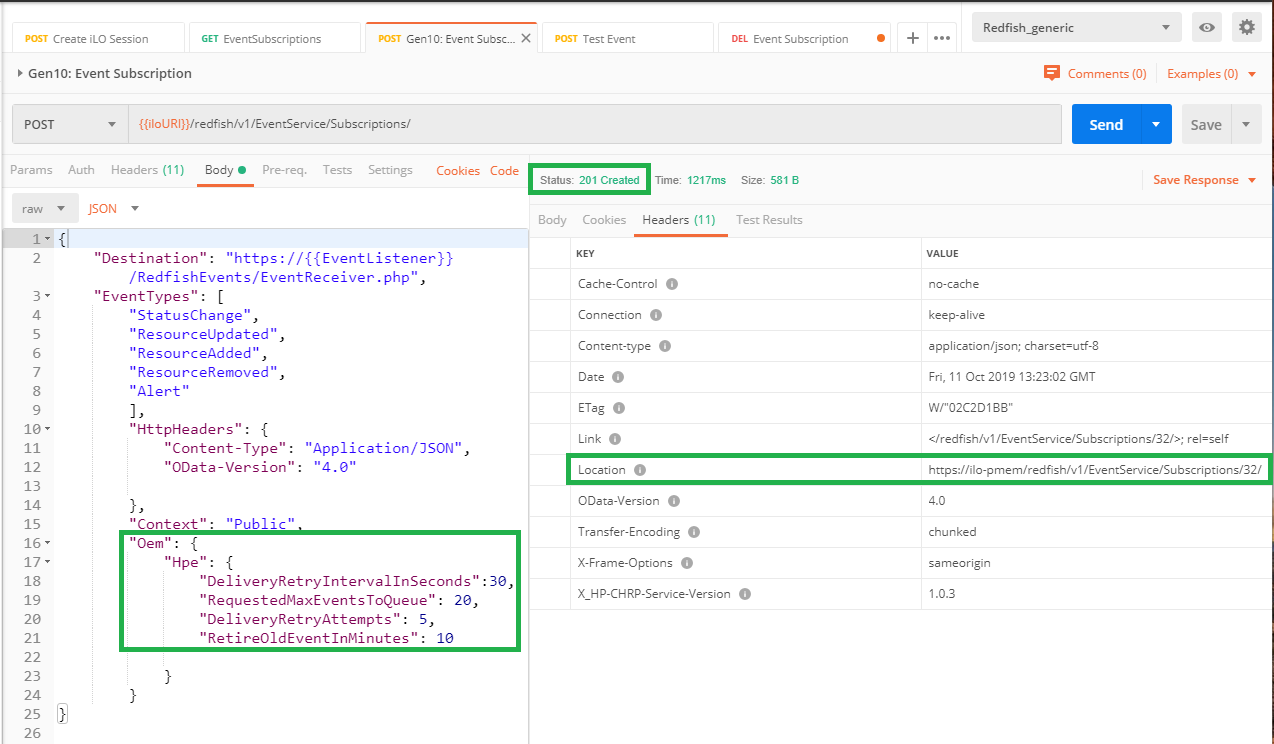 POST Create iLO Session
GET EventSubscriptions
POST Gen10: Event Subsc...
POST Test Event
DEL Event Subscription
Redfish_generic
Gen10: Event Subscription
Comments (0)
Examples (0)
POST
{{iloURI}}/redfish/v1/EventService/Subscriptions/
Send
Save
Params Auth Headers (11) Body Pre-req. Tests Settings Cookies Code
Status: 201 Created Time: 1217ms Size: 581 B
Save Response
raw JSON
Body Cookies Headers (11) Test Results
1 {
2 "Destination": "https://{{EventListener}}
/RedfishEvents/EventReceiver.php",
3 "EventTypes": [
4 "StatusChange",
5 "ResourceUpdated",
6 "ResourceAdded",
7 "ResourceRemoved",
8 "Alert"
9 ],
10 "HttpHeaders": {
11 "Content-Type": "Application/JSON",
12 "OData-Version": "4.0"
13
14 },
15 "Context": "Public",
16 "Oem": {
17 "Hpe": {
18 "DeliveryRetryIntervalInSeconds":30,
19 "RequestedMaxEventsToQueue": 20,
20 "DeliveryRetryAttempts": 5,
21 "RetireOldEventInMinutes": 10
22
23 }
24 }
25 }
26
KEY VALUE
Cache-Control no-cache
Connection keep-alive
Content-type application/json; charset=utf-8
Date Fri, 11 Oct 2019 13:23:02 GMT
ETag W/"02C2D1BB"
Link </redfish/v1/EventService/Subscriptions/32/>; rel=self
Location https://ilo-pmem/redfish/v1/EventService/Subscriptions/32/
OData-Version 4.0
Transfer-Encoding chunked
X-Frame-Options sameorigin
X_HP-CHRP-Service-Version 1.0.3